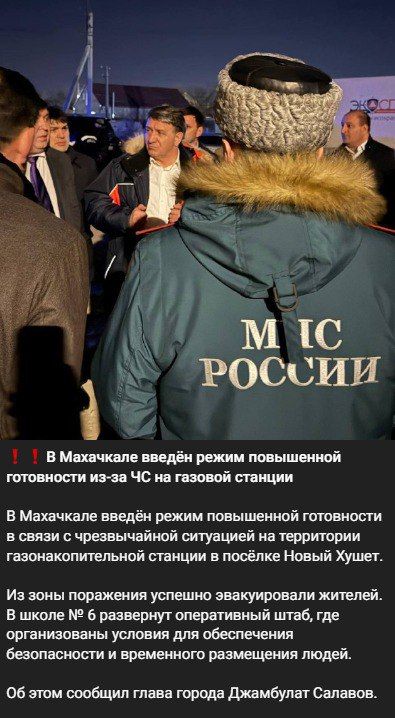 ЭКОСП
МЧС
РОССИИ
❗❗В Махачкале введён режим повышенной
готовности из-за ЧС на газовой станции
В Махачкале введён режим повышенной готовности
в связи с чрезвычайной ситуацией на территории
газонакопительной станции в посёлке Новый Хушет.
Из зоны поражения успешно эвакуировали жителей.
В школе № 6 развернут оперативный штаб, где
организованы условия для обеспечения
безопасности и временного размещения людей.
Об этом сообщил глава города Джамбулат Салавов.